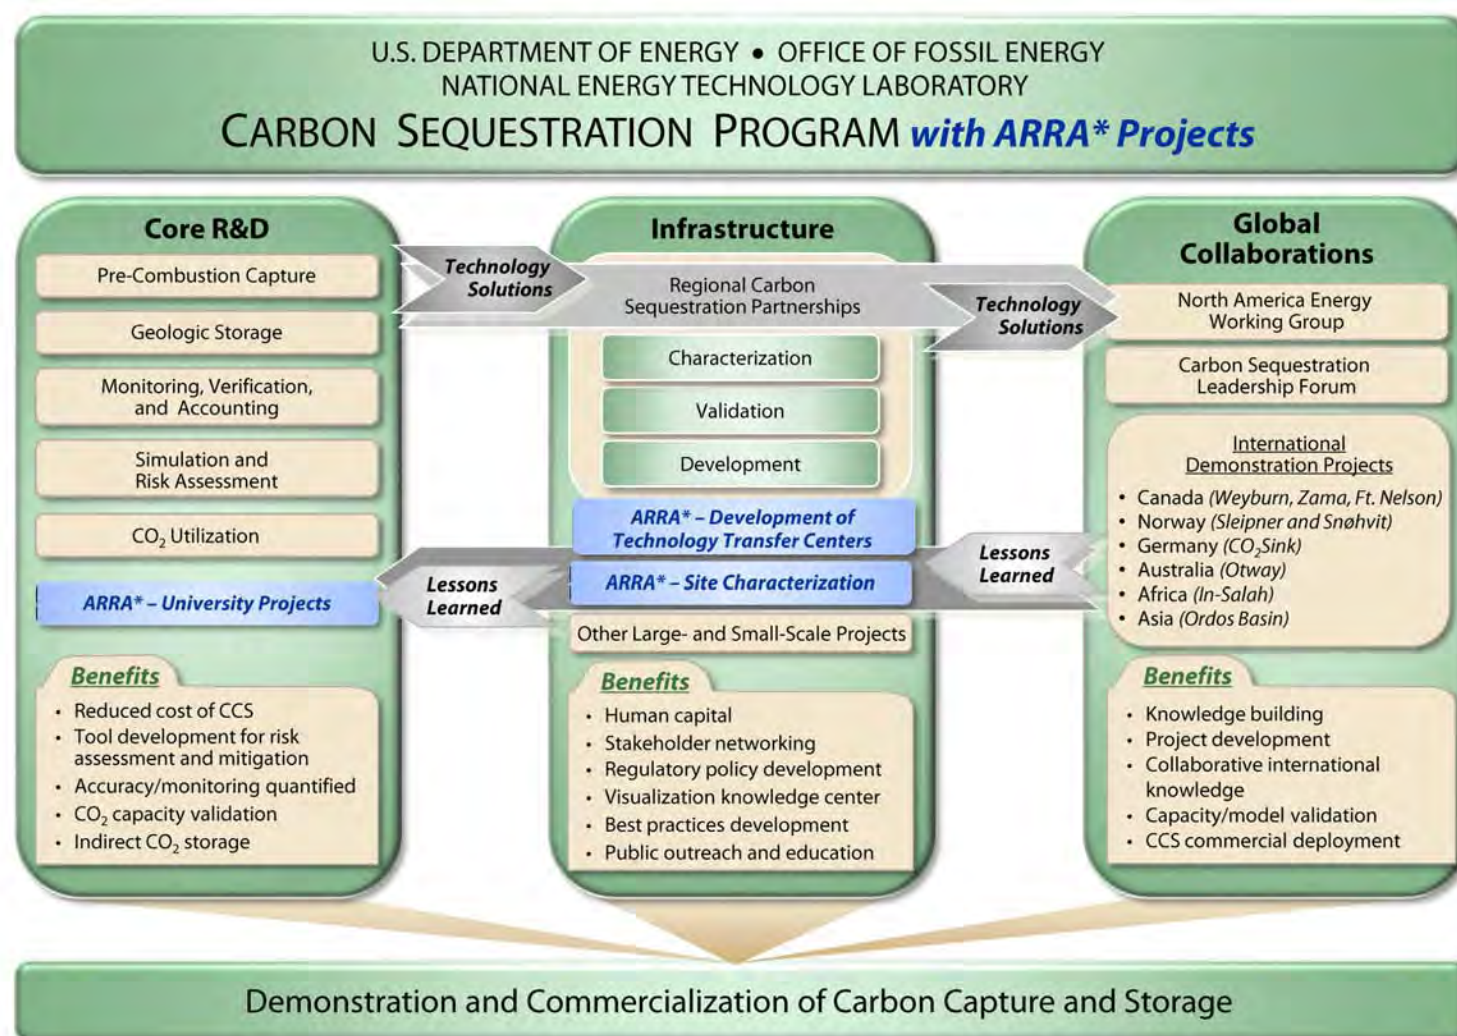 U.S. DEPARTMENT OF ENERGY • OFFICE OF FOSSIL ENERGY
NATIONAL ENERGY TECHNOLOGY LABORATORY
CARBON SEQUESTRATION PROGRAM with ARRA* Projects
Core R&D
Pre-Combustion Capture
Geologic Storage
Monitoring, Verification,
and Accounting
Simulation and
Risk Assessment
CO₂ Utilization
ARRA* – University Projects
Benefits
• Reduced cost of CCS
• Tool development for risk
assessment and mitigation
• Accuracy/monitoring quantified
• CO₂ capacity validation
• Indirect CO₂ storage
Technology
Solutions
Lessons
Learned
Infrastructure
Regional Carbon
Sequestration Partnerships
Characterization
Validation
Development
ARRA* – Development of
Technology Transfer Centers
ARRA* – Site Characterization
Other Large- and Small-Scale Projects
Benefits
• Human capital
• Stakeholder networking
• Regulatory policy development
• Visualization knowledge center
• Best practices development
• Public outreach and education
Technology
Solutions
Lessons
Learned
Global
Collaborations
North America Energy
Working Group
Carbon Sequestration
Leadership Forum
International
Demonstration Projects
• Canada (Weyburn, Zama, Ft. Nelson)
• Norway (Sleipner and Snøhvit)
• Germany (CO₂Sink)
• Australia (Otway)
• Africa (In-Salah)
• Asia (Ordos Basin)
Benefits
• Knowledge building
• Project development
• Collaborative international
knowledge
• Capacity/model validation
• CCS commercial deployment
Demonstration and Commercialization of Carbon Capture and Storage